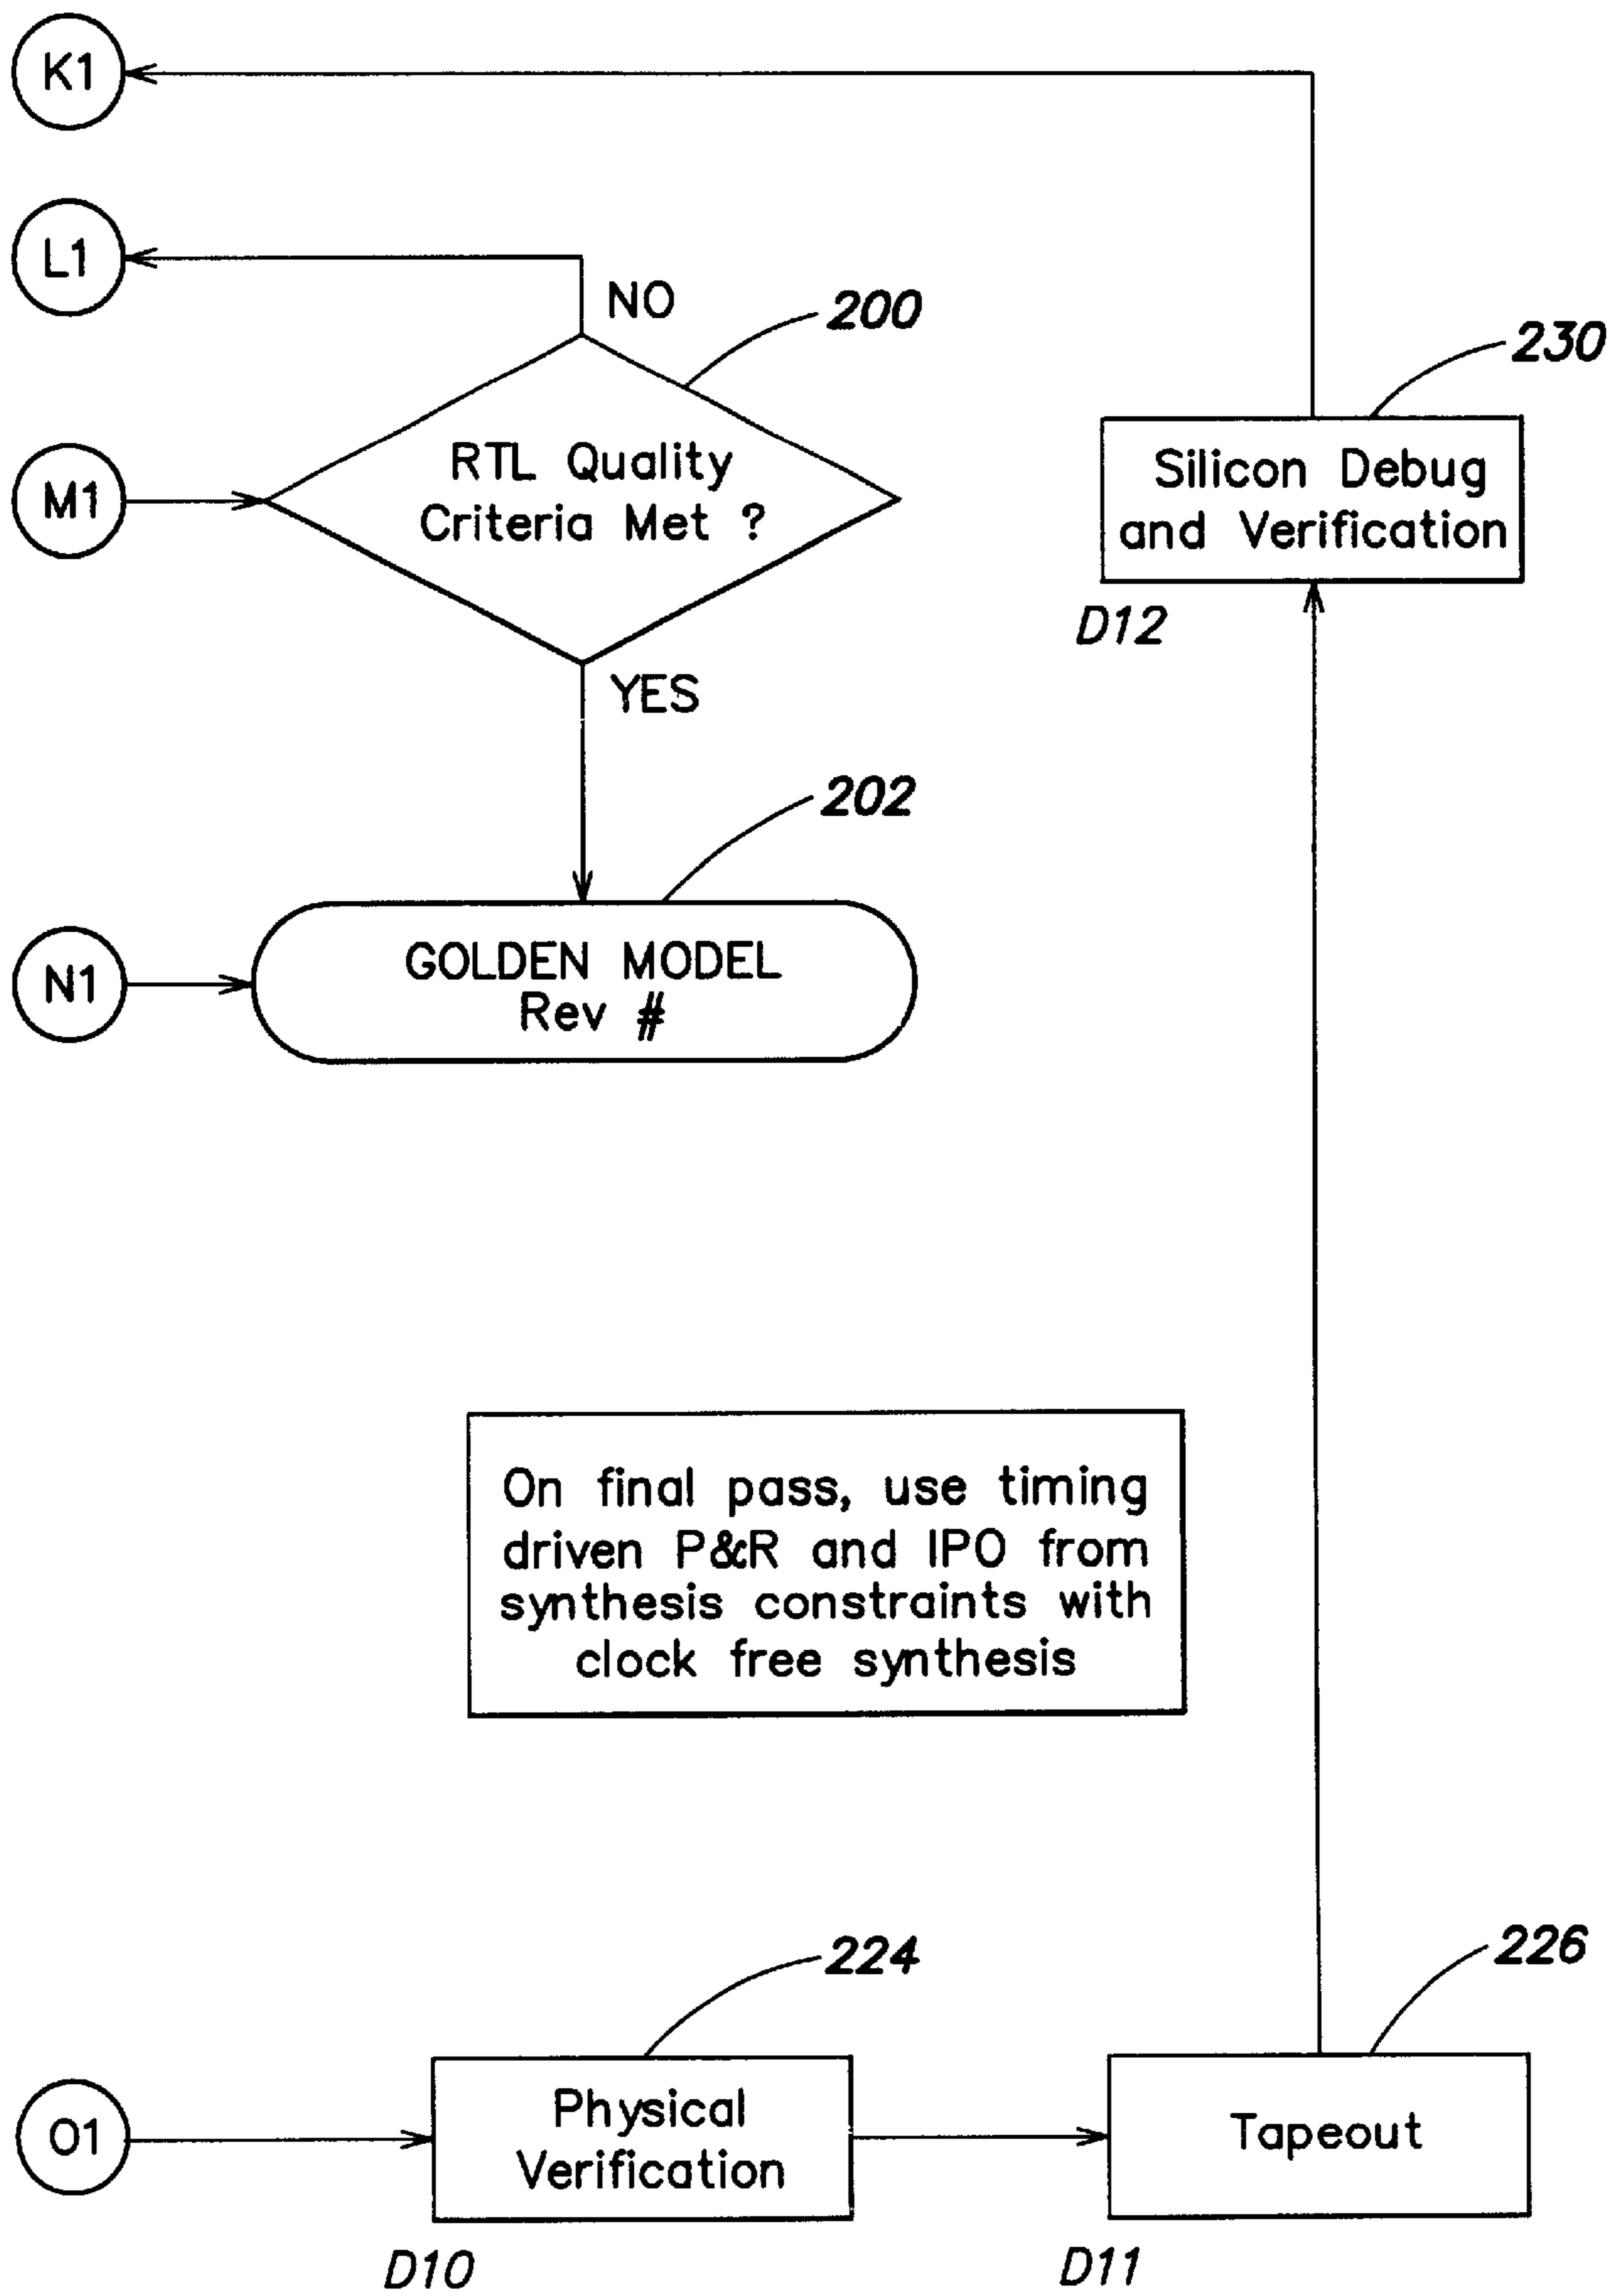 K1
L1
NO
200
230
M1
RTL Quality
Criteria Met ?
Silicon Debug
and Verification
D12
YES
202
N1
GOLDEN MODEL
Rev #
On final pass, use timing
driven P&R and IPO from
synthesis constraints with
clock free synthesis
224
226
O1
Physical
Verification
Tapeout
D10
D11